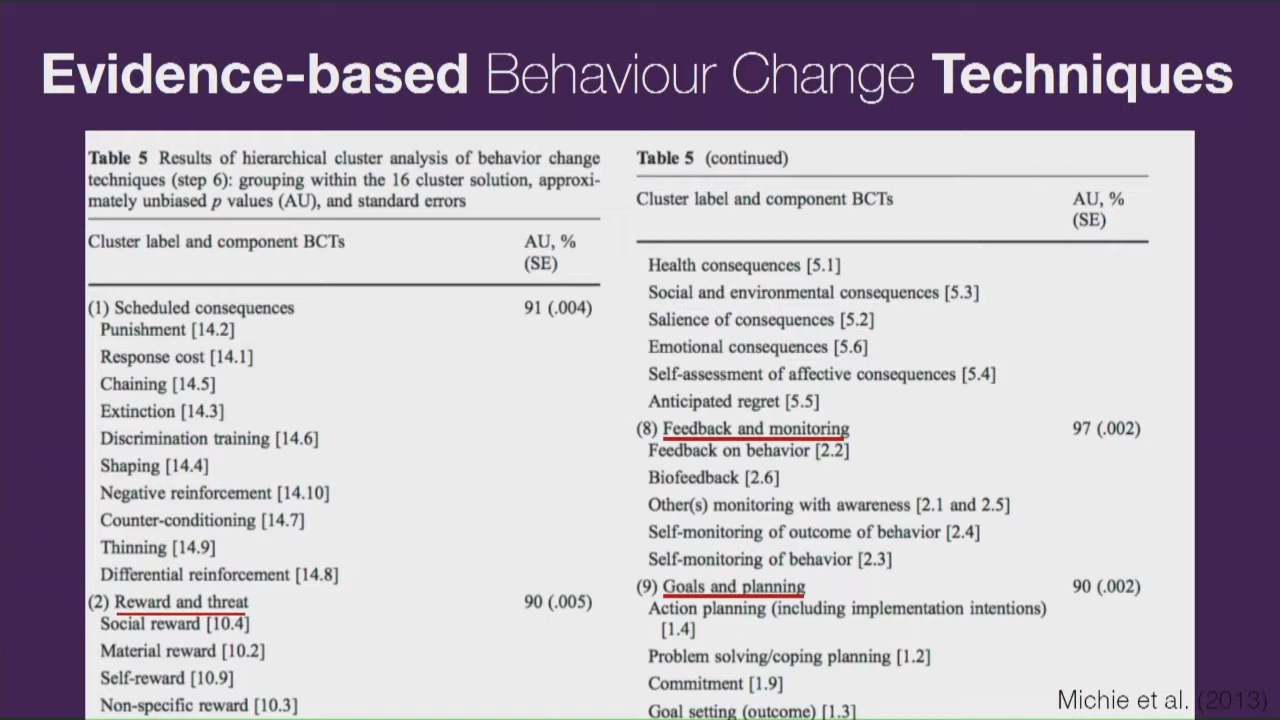 Evidence-based Behaviour Change Techniques
Table 5 Results of hierarchical cluster analysis of behavior change
techniques (step 6): grouping within the 16 cluster solution, approxi-
mately unbiased p values (AU), and standard errors
Cluster label and component BCTs AU, %
(SE)
(1) Scheduled consequences 91 (.004)
Punishment [14.2]
Response cost [14.1]
Chaining [14.5]
Extinction [14.3]
Discrimination training [14.6]
Shaping [14.4]
Negative reinforcement [14.10]
Counter-conditioning [14.7]
Thinning [14.9]
Differential reinforcement [14.8]
(2) Reward and threat 90 (.005)
Social reward [10.4]
Material reward [10.2]
Self-reward [10.9]
Non-specific reward [10.3]
Table 5 (continued)
Cluster label and component BCTs AU, %
(SE)
Health consequences [5.1]
Social and environmental consequences [5.3]
Salience of consequences [5.2]
Emotional consequences [5.6]
Self-assessment of affective consequences [5.4]
Anticipated regret [5.5]
(8) Feedback and monitoring 97 (.002)
Feedback on behavior [2.2]
Biofeedback [2.6]
Other(s) monitoring with awareness [2.1 and 2.5]
Self-monitoring of outcome of behavior [2.4]
Self-monitoring of behavior [2.3]
(9) Goals and planning 90 (.002)
Action planning (including implementation intentions)
[1.4]
Problem solving/coping planning [1.2]
Commitment [1.9]
Goal setting (outcome) [1.3]
Michie et al. (2013)